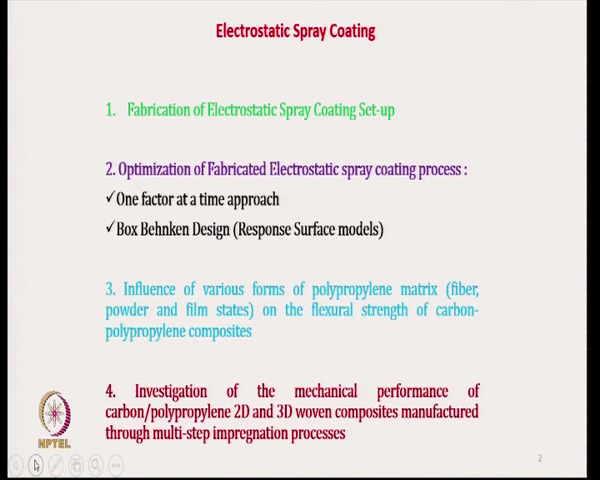 Electrostatic Spray Coating
1. Fabrication of Electrostatic Spray Coating Set-up
2. Optimization of Fabricated Electrostatic spray coating process :
✓One factor at a time approach
✓Box Behnken Design (Response Surface models)
3. Influence of various forms of polypropylene matrix (fiber,
powder and film states) on the flexural strength of carbon-
polypropylene composites
4. Investigation of the mechanical performance of
carbon/polypropylene 2D and 3D woven composites manufactured
through multi-step impregnation processes
NPTEL
2